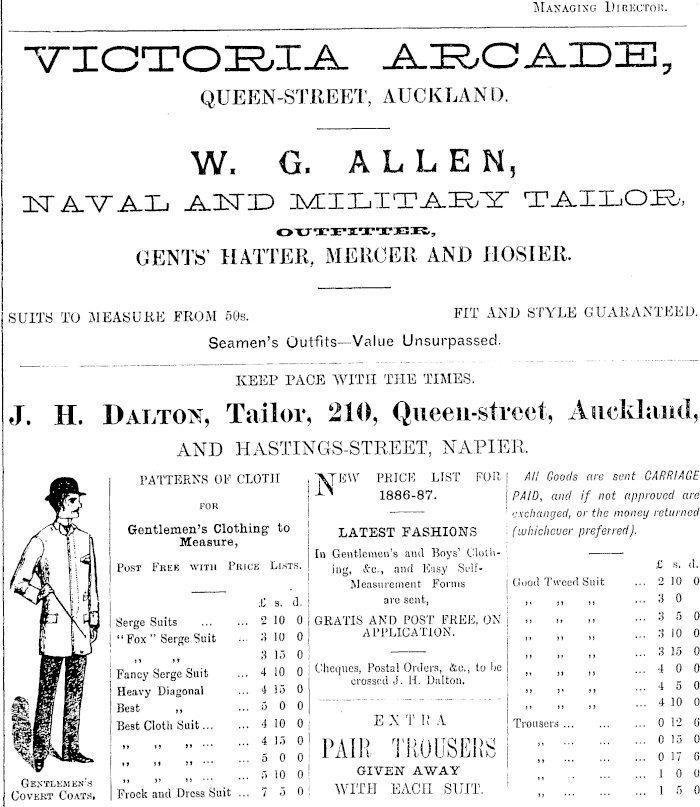 MANAGING DIRECTOR.
VICTORIA ARCADE,
QUEEN-STREET, AUCKLAND.
W. G. ALLEN,
NAVAL AND MILITARY TAILOR,
OUTFITTER,
GENTS' HATTER, MERCER AND HOSIER.
SUITS TO MEASURE FROM 50s. FIT AND STYLE GUARANTEED.
Seamen's Outfits—Value Unsurpassed.
KEEP PACE WITH THE TIMES.
J. H. DALTON, Tailor, 210, Queen-street, Auckland,
AND HASTINGS-STREET, NAPIER.
GENTLEMEN'S
COVERT COATS,
PATTERNS OF CLOTH
FOR
Gentlemen's Clothing to
Measure,
POST FREE WITH PRICE LISTS.
£ s. d.
Serge Suits ... ... 2 10 0
"Fox" Serge Suit ... 3 10 0
,, ,, 3 15 0
Fancy Serge Suit ... 4 10 0
Heavy Diagonal ... 4 15 0
Best ,, ... 5 0 0
Best Cloth Suit ... ... 4 10 0
,, ,, ,, ... ... 4 15 0
,, ,, ,, ... ... 5 0 0
,, ,, ,, ... ... 5 10 0
Frock and Dress Suit ... 7 5 0
NEW PRICE LIST FOR
1886-87.
LATEST FASHIONS
In Gentlemen's and Boys' Cloth-
ing, &c., and Easy Self-
Measurement Forms
are sent,
GRATIS AND POST FREE, ON
APPLICATION.
Cheques, Postal Orders, &c., to be
crossed J. H. Dalton.
EXTRA
PAIR TROUSERS
GIVEN AWAY
WITH EACH SUIT.
All Goods are sent CARRIAGE
PAID, and if not approved are
exchanged, or the money returned
(whichever preferred).
£ s. d.
Good Tweed Suit ... 2 10 0
,, ,, ,, ... 3 0
,, ,, ,, ... 3 5 0
,, ,, ,, ... 3 10 0
,, ,, ,, ... 3 15 0
,, ,, ,, ... 4 0 0
,, ,, ,, ... 4 5 0
,, ,, ,, ... 4 10 0
Trousers ... ... ... 0 12 6
,, ... ... ... 0 15 0
,, ... ... ... 0 17 6
,, ... ... ... 1 0 0
,, ... ... ... 1 5 0